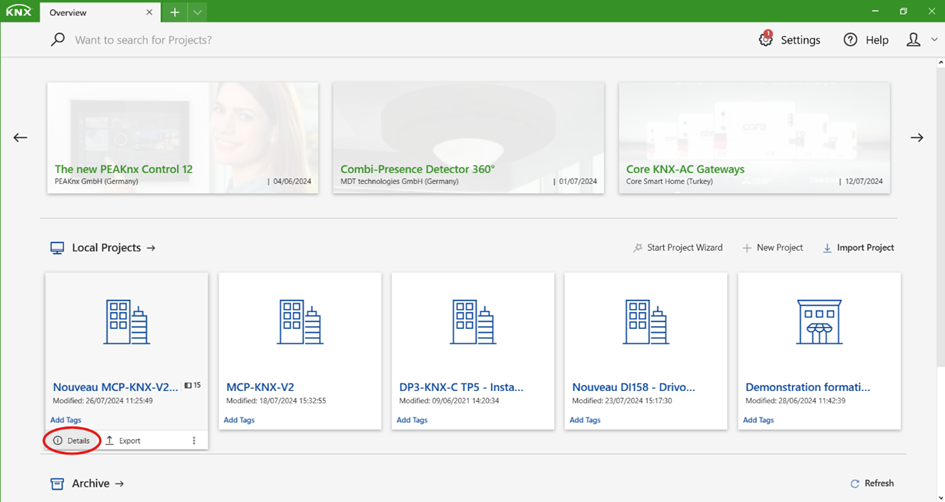 KNX
Overview
Want to search for Projects?
1
Settings
Help
The new PEAKnx Control 12
PEAKnx GmbH (Germany) | 04/06/2024
Combi-Presence Detector 360°
MDT technologies GmbH (Germany) | 01/07/2024
core
Core KNX-AC Gateways
Core Smart Home (Turkey) | 12/07/2024
Local Projects
Start Project Wizard
New Project
Import Project
Nouveau MCP-KNX-V2... 15
Modified: 26/07/2024 11:25:49
Add Tags
Details
Export
MCP-KNX-V2
Modified: 18/07/2024 15:32:55
Add Tags
DP3-KNX-C TP5 - Insta...
Modified: 09/06/2021 14:20:34
Add Tags
Nouveau DI158 - Drivo...
Modified: 23/07/2024 15:17:30
Add Tags
Demonstration formati...
Modified: 28/06/2024 11:42:39
Add Tags
Archive
Refresh